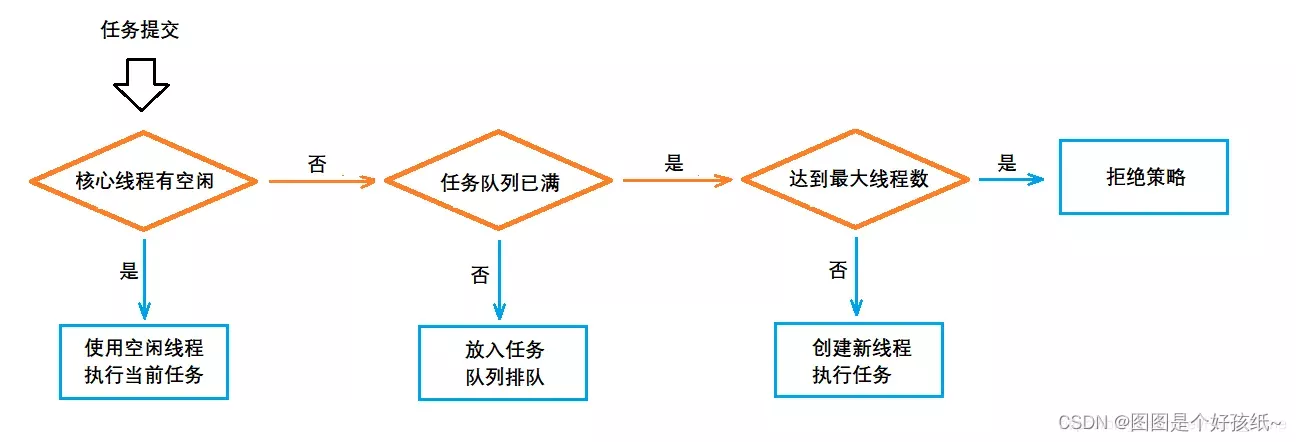 任务提交
核心线程有空闲
否
任务队列已满
是
达到最大线程数
是
拒绝策略
是
否
否
使用空闲线程
执行当前任务
放入任务
队列排队
创建新线程
执行任务
CSDN @图图是个好孩纸~